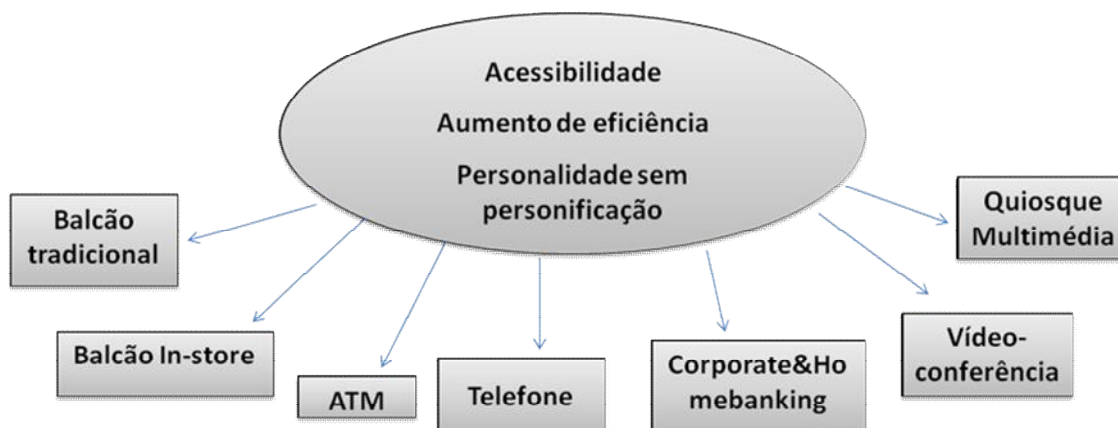 Acessibilidade
Aumento de eficiência
Personalidade sem
personificação
Balcão
tradicional
Balcão In-store
ATM
Telefone
Corporate&Ho
mebanking
Vídeo-
conferência
Quiosque
Multimédia